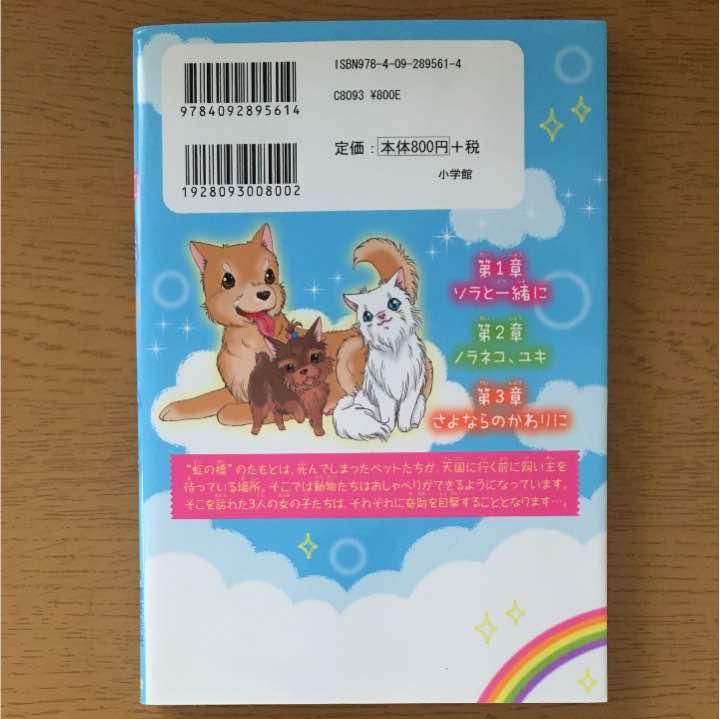 ISBN978-4-09-289561-4
9784092895614
C8093 ¥800E
定価：本体800円＋税
1928093008002
小学館
第1章
ソラと一緒に
第2章
ノラネコ、ユキ
第3章
さよならのかわりに
“虹の橋”のたもとは、死んでしまったペットたちが、天国に行く前に飼い主を
待っている場所。そこでは動物たちはおしゃべりができるようになっています。
そこを訪れた3人の女の子たちは、それぞれに奇跡を目撃することとなります…。